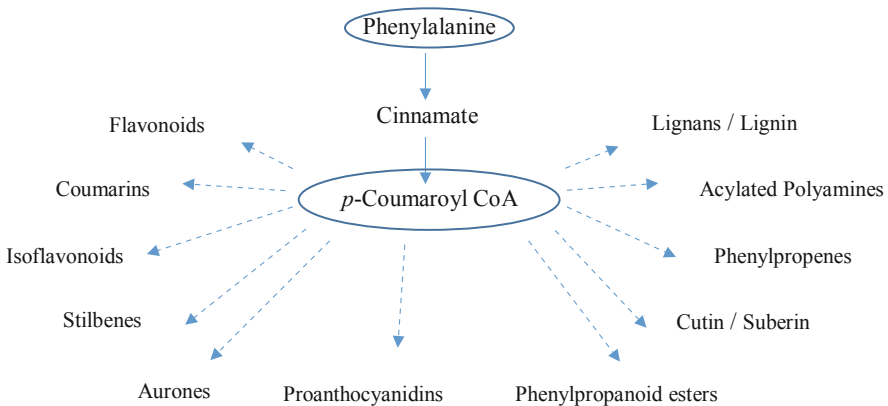 Phenylalanine
Cinnamate
Flavonoids
Lignans / Lignin
Coumarins
p-Coumaroyl CoA
Acylated Polyamines
Isoflavonoids
Phenylpropenes
Stilbenes
Cutin / Suberin
Aurones
Proanthocyanidins
Phenylpropanoid esters